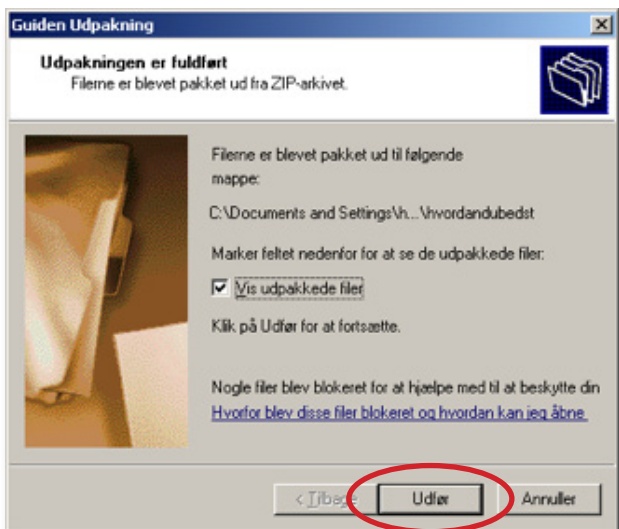 Guiden Udpakning
Udpakningen er fuldført
Filerne er blevet pakket ud fra ZIP-arkivet.
Filerne er blevet pakket ud til følgende
mappe:
C:\Documents and Settings\h...\hvordandubedst
Marker feltet nedenfor for at se de udpakkede filer:
Vis udpakkede filer
Klik på Udfør for at fortsætte.
Nogle filer blev blokeret for at hjælpe med til at beskytte din
Hvorfor blev disse filer blokeret og hvordan kan jeg åbne
< Tilbage Udfør Annuller